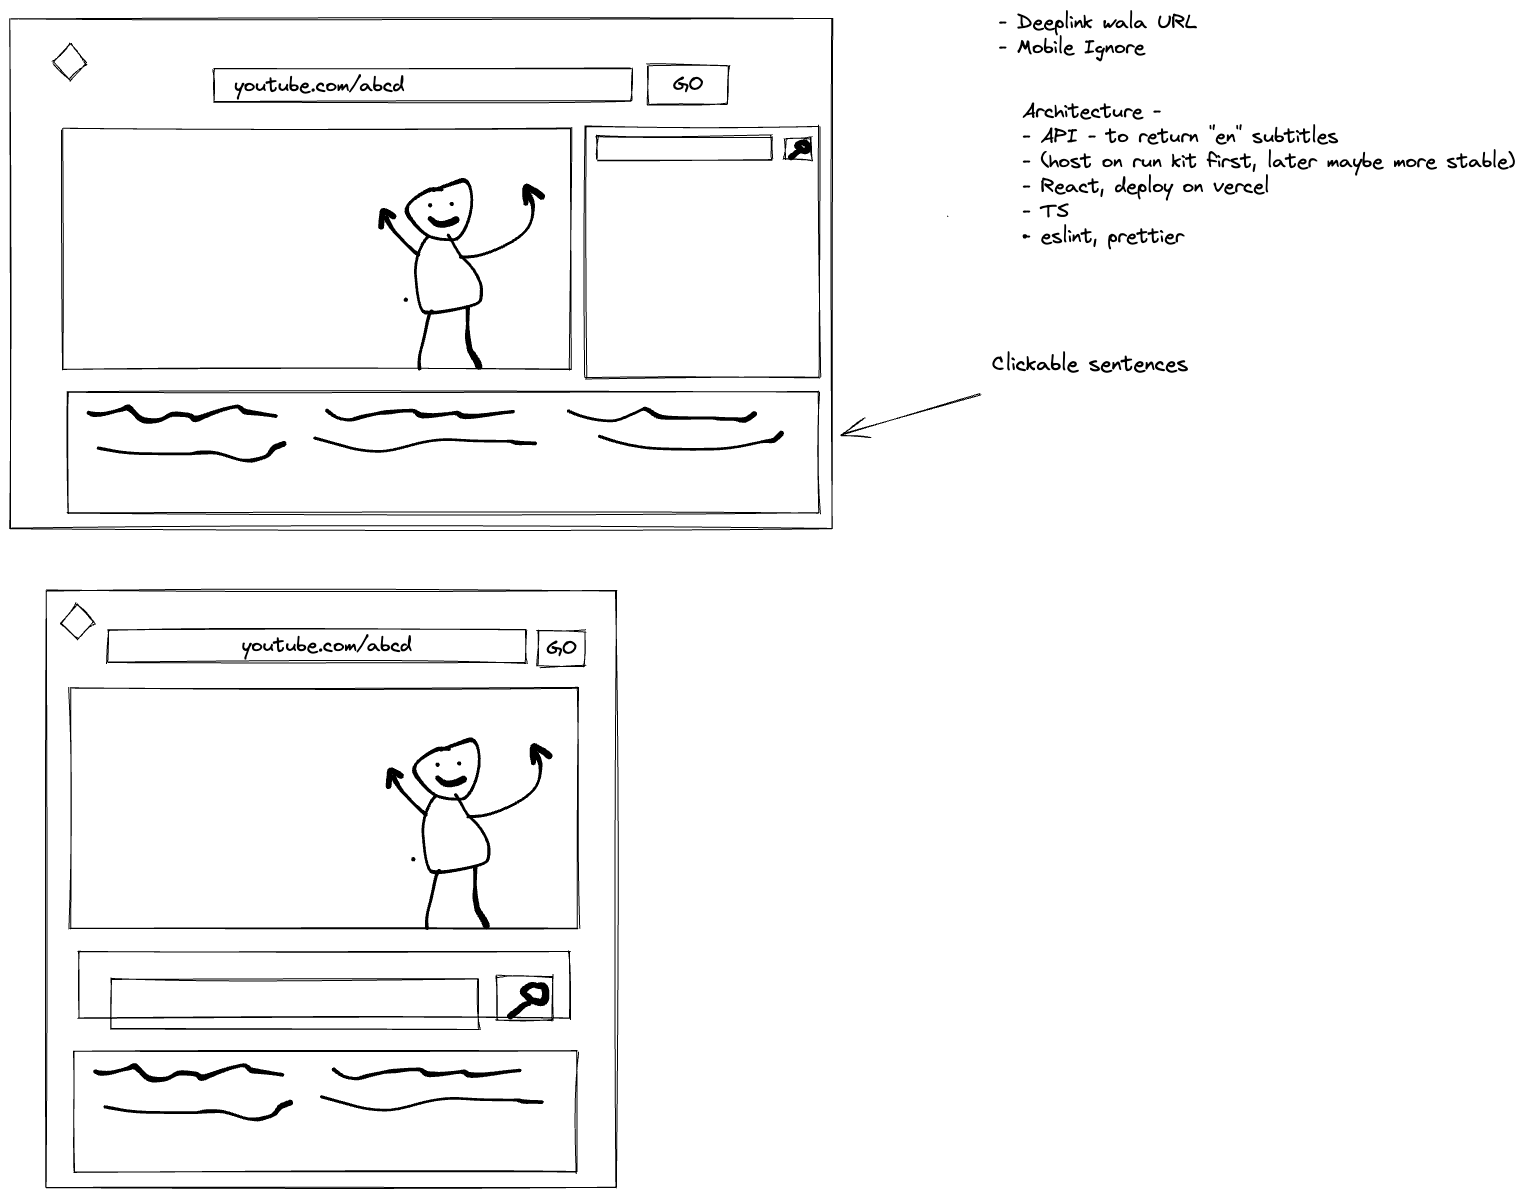 - Deeplink wala URL
- Mobile Ignore
youtube.com/abcd
GO
Architecture -
- API - to return "en" subtitles
- (host on run kit first, later maybe more stable)
- React, deploy on vercel
- TS
- eslint, prettier
Clickable sentences
youtube.com/abcd
GO